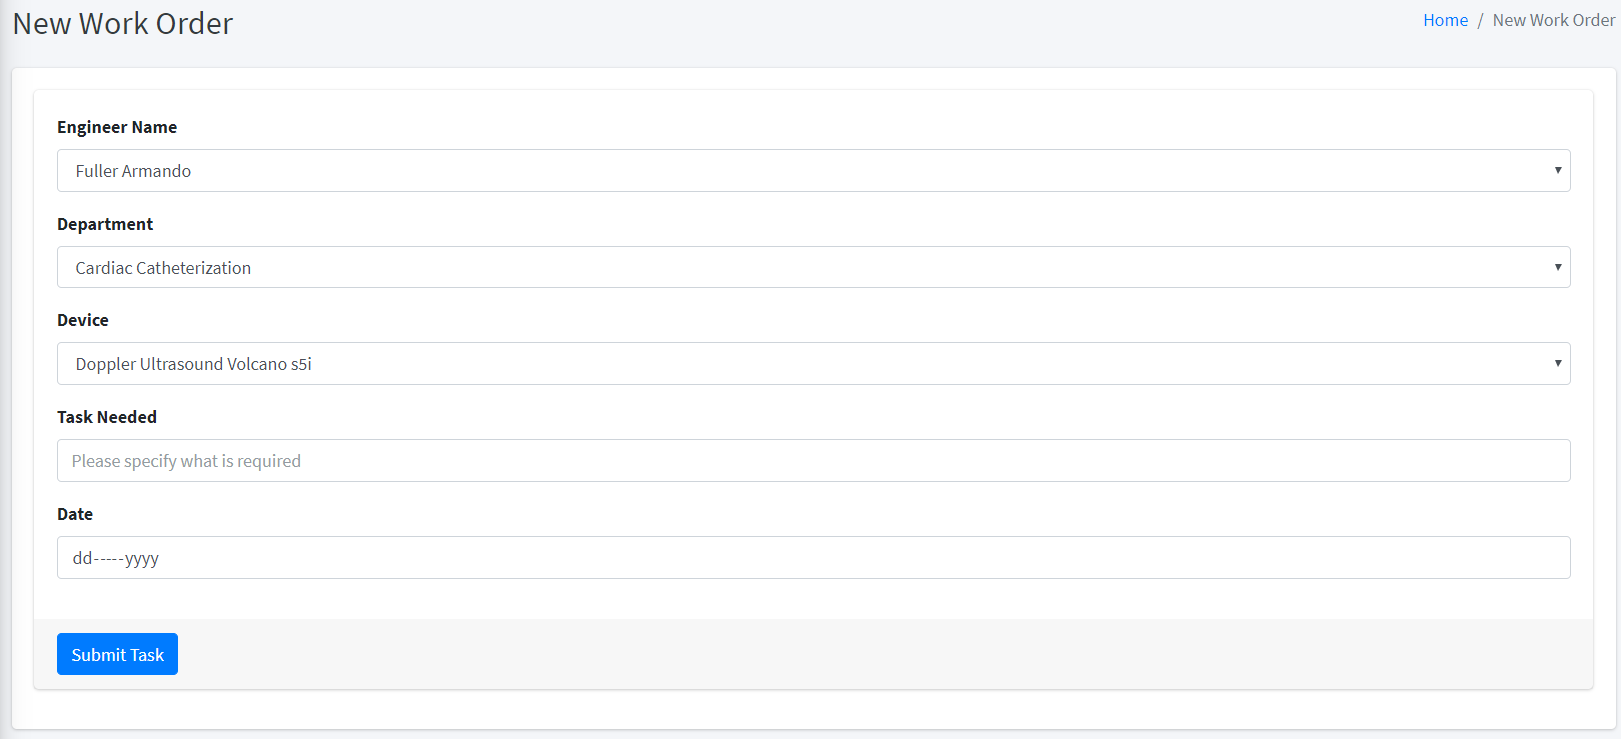 New Work Order
Home / New Work Order
Engineer Name
Fuller Armando
Department
Cardiac Catheterization
Device
Doppler Ultrasound Volcano s5i
Task Needed
Please specify what is required
Date
dd-----yyyy
Submit Task